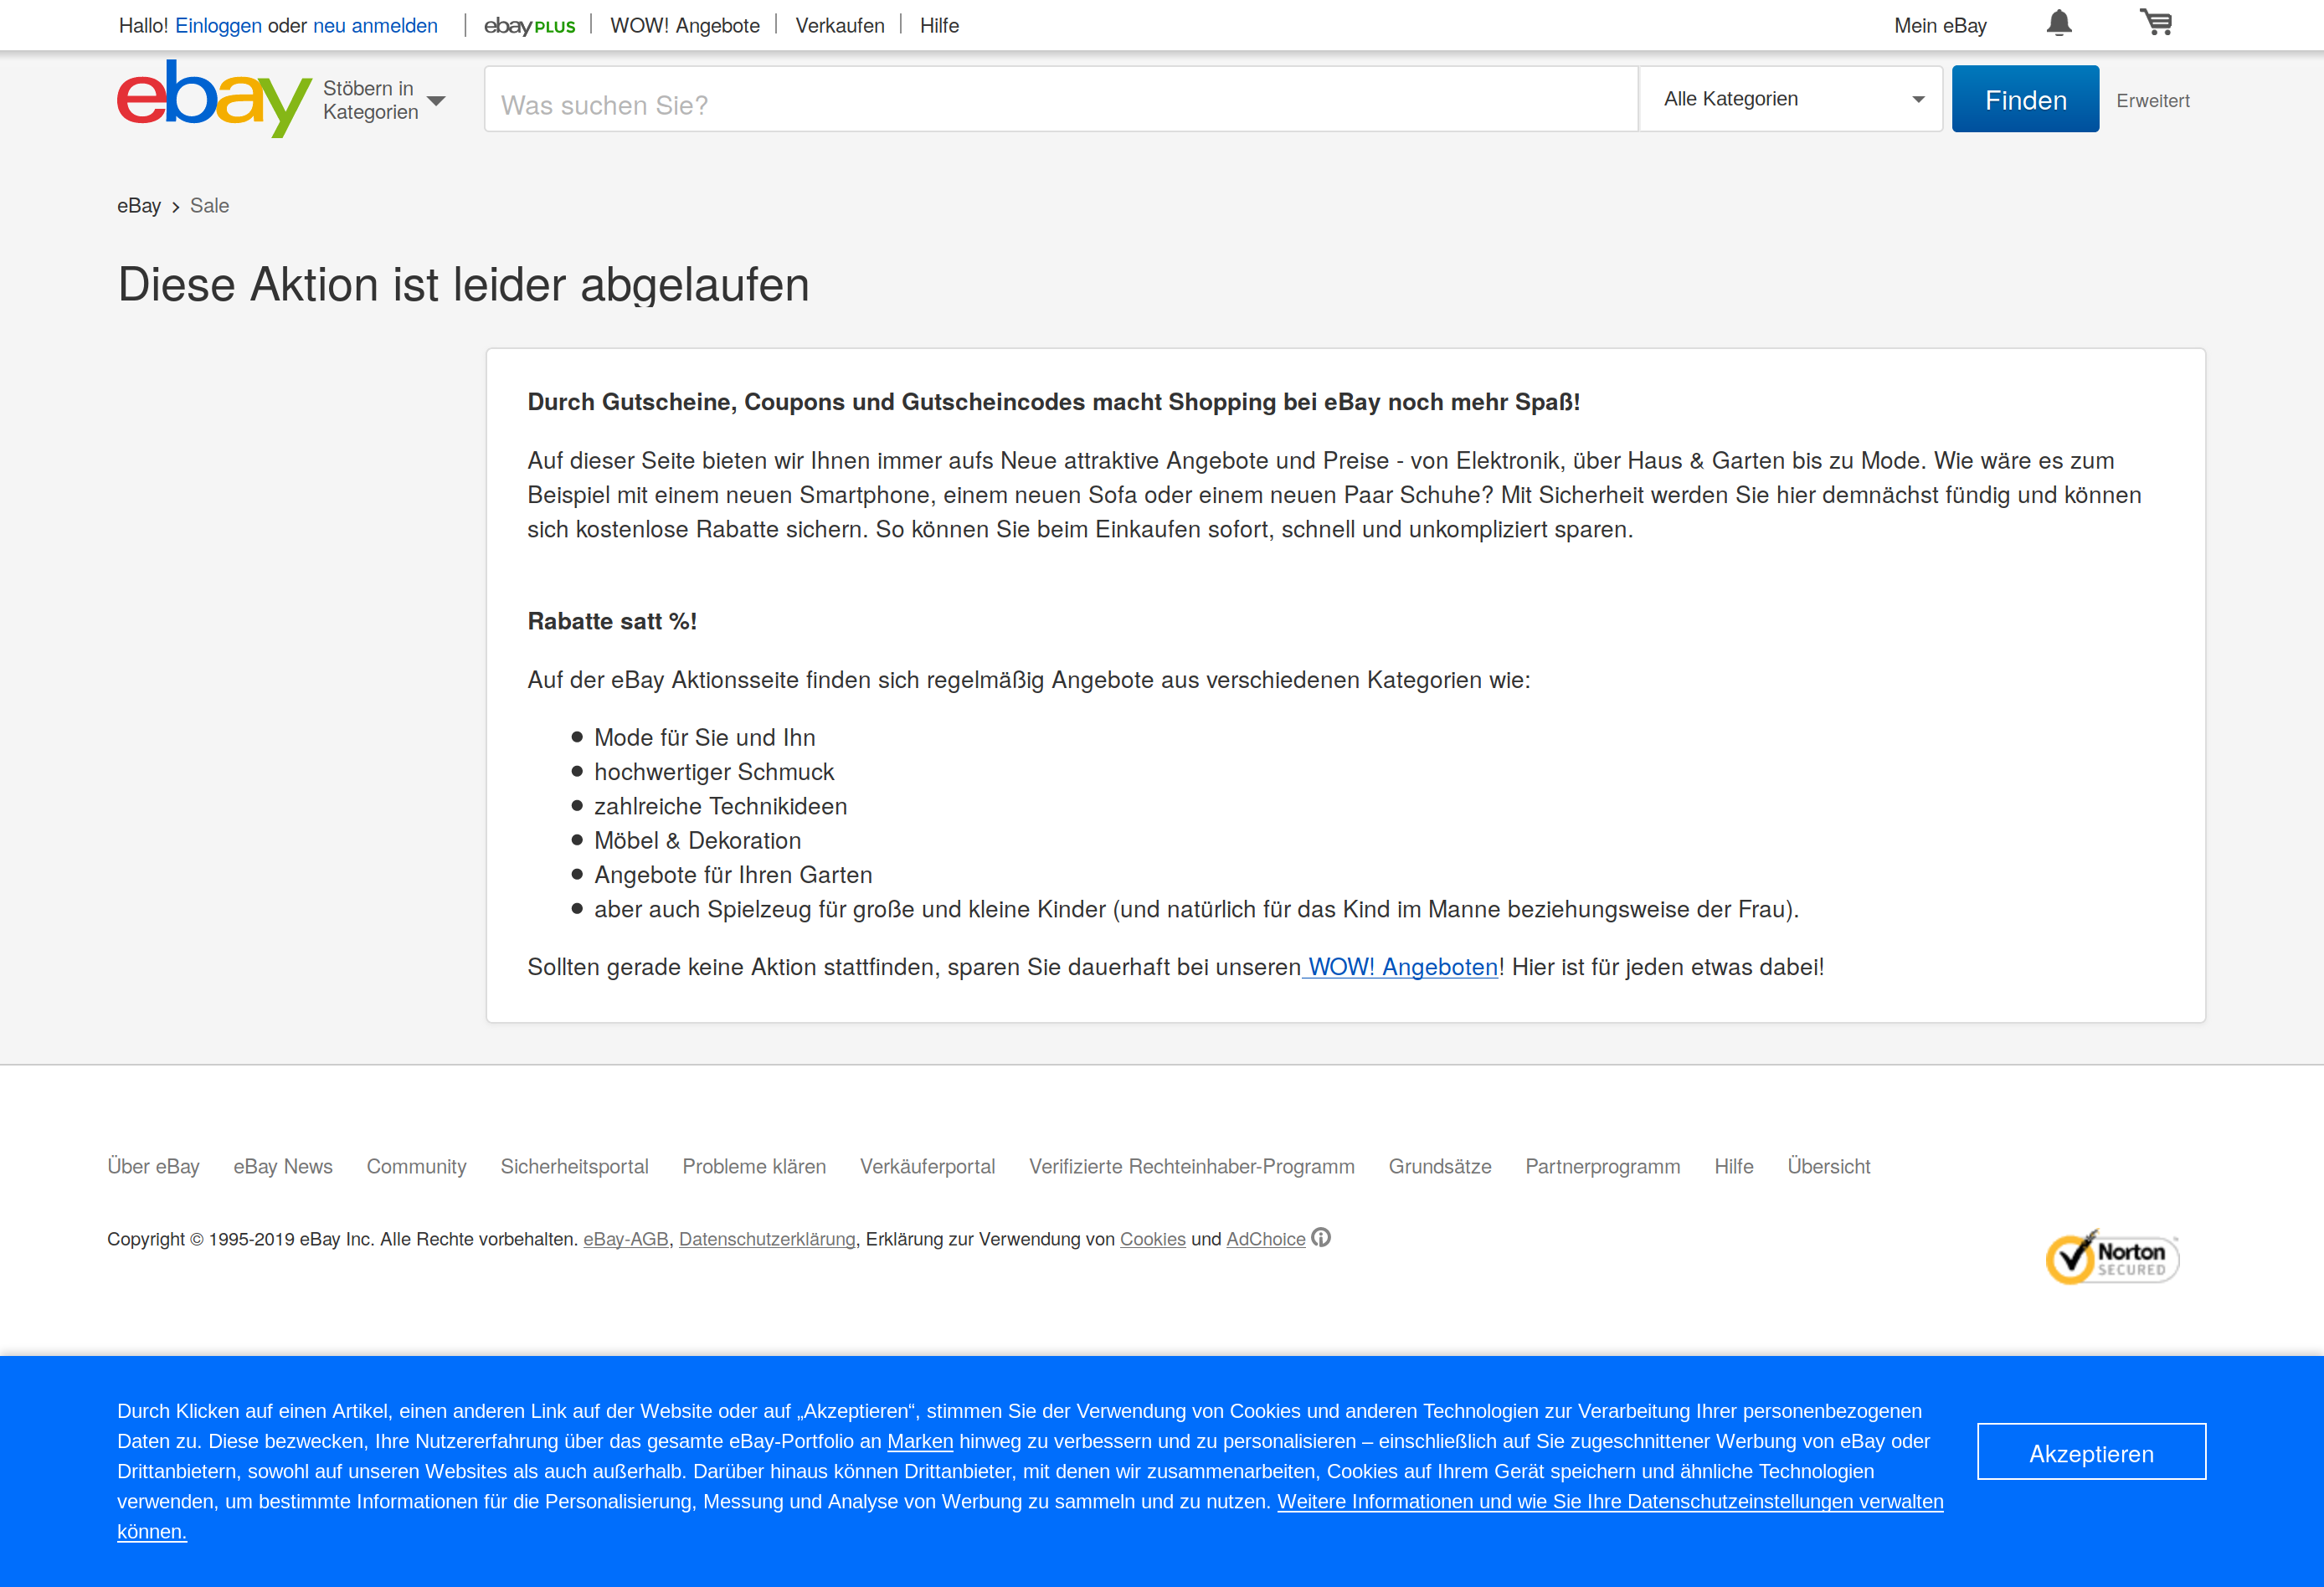 Hallo! Einloggen oder neu anmelden | ebay PLUS | WOW! Angebote | Verkaufen | Hilfe Mein eBay
ebay
Stöbern in
Kategorien
Was suchen Sie? Alle Kategorien Finden Erweitert
eBay > Sale
Diese Aktion ist leider abgelaufen
Durch Gutscheine, Coupons und Gutscheincodes macht Shopping bei eBay noch mehr Spaß!
Auf dieser Seite bieten wir Ihnen immer aufs Neue attraktive Angebote und Preise - von Elektronik, über Haus & Garten bis zu Mode. Wie wäre es zum
Beispiel mit einem neuen Smartphone, einem neuen Sofa oder einem neuen Paar Schuhe? Mit Sicherheit werden Sie hier demnächst fündig und können
sich kostenlose Rabatte sichern. So können Sie beim Einkaufen sofort, schnell und unkompliziert sparen.
Rabatte satt %!
Auf der eBay Aktionsseite finden sich regelmäßig Angebote aus verschiedenen Kategorien wie:
• Mode für Sie und Ihn
• hochwertiger Schmuck
• zahlreiche Technikideen
• Möbel & Dekoration
• Angebote für Ihren Garten
• aber auch Spielzeug für große und kleine Kinder (und natürlich für das Kind im Manne beziehungsweise der Frau).
Sollten gerade keine Aktion stattfinden, sparen Sie dauerhaft bei unseren WOW! Angeboten! Hier ist für jeden etwas dabei!
Über eBay eBay News Community Sicherheitsportal Probleme klären Verkäuferportal Verifizierte Rechteinhaber-Programm Grundsätze Partnerprogramm Hilfe Übersicht
Copyright © 1995-2019 eBay Inc. Alle Rechte vorbehalten. eBay-AGB, Datenschutzerklärung, Erklärung zur Verwendung von Cookies und AdChoice
Norton
SECURED
Durch Klicken auf einen Artikel, einen anderen Link auf der Website oder auf „Akzeptieren“, stimmen Sie der Verwendung von Cookies und anderen Technologien zur Verarbeitung Ihrer personenbezogenen
Daten zu. Diese bezwecken, Ihre Nutzererfahrung über das gesamte eBay-Portfolio an Marken hinweg zu verbessern und zu personalisieren – einschließlich auf Sie zugeschnittener Werbung von eBay oder
Drittanbietern, sowohl auf unseren Websites als auch außerhalb. Darüber hinaus können Drittanbieter, mit denen wir zusammenarbeiten, Cookies auf Ihrem Gerät speichern und ähnliche Technologien
verwenden, um bestimmte Informationen für die Personalisierung, Messung und Analyse von Werbung zu sammeln und zu nutzen. Weitere Informationen und wie Sie Ihre Datenschutzeinstellungen verwalten
können.
Akzeptieren